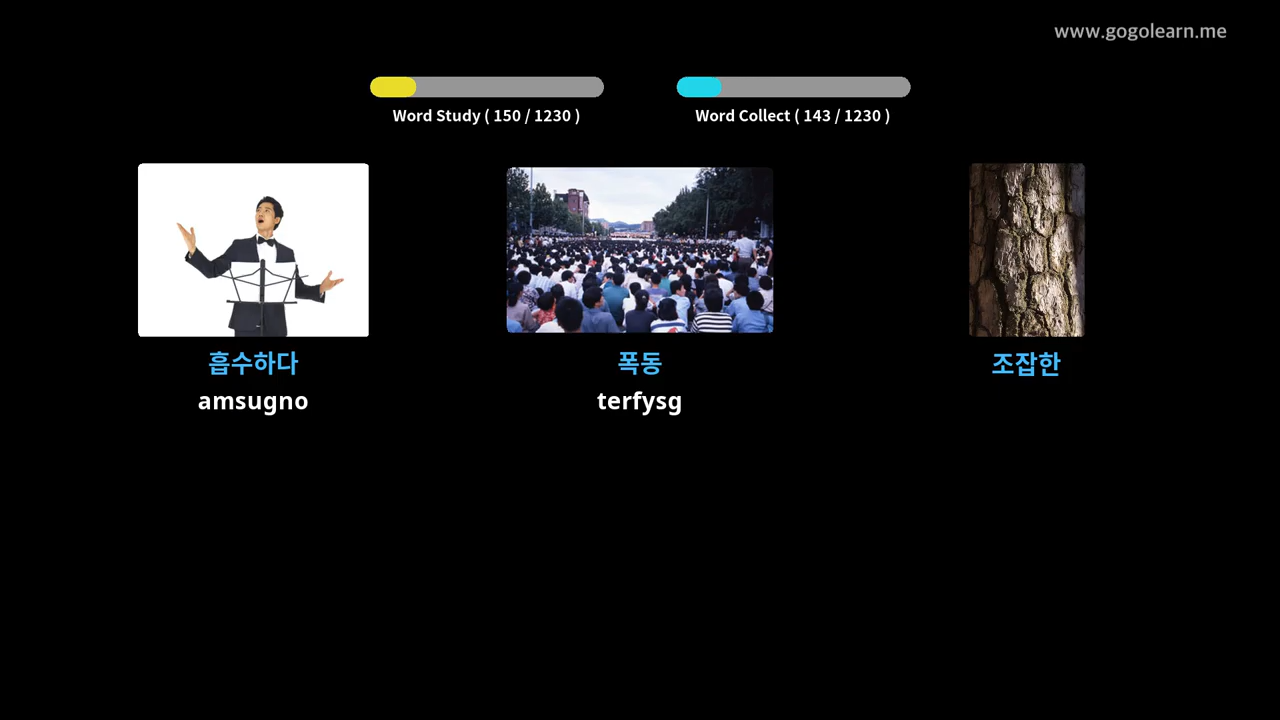 www.gogolearn.me
Word Study ( 150 / 1230 )
Word Collect ( 143 / 1230 )
흡수하다
폭동
조잡한
amsugno
terfysg